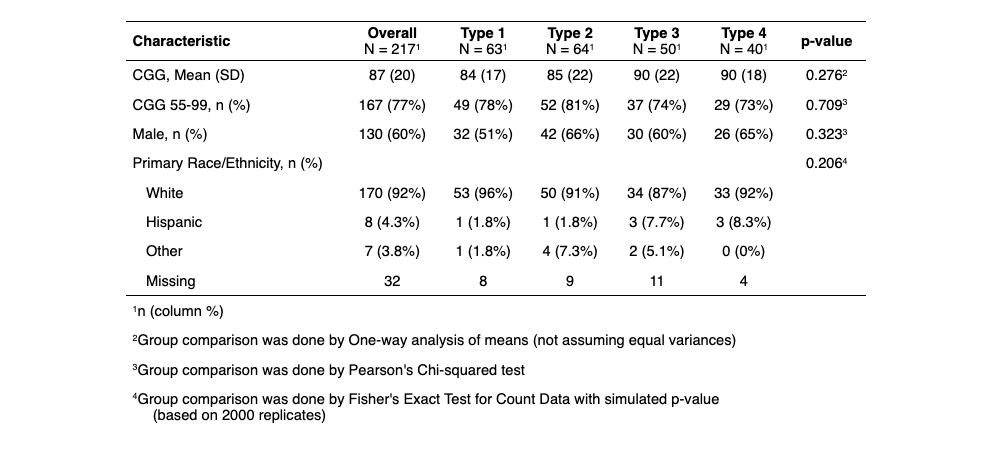 Characteristic Overall N = 217¹ Type 1 N = 63¹ Type 2 N = 64¹ Type 3 N = 50¹ Type 4 N = 40¹ p-value
CGG, Mean (SD) 87 (20) 84 (17) 85 (22) 90 (22) 90 (18) 0.276²
CGG 55-99, n (%) 167 (77%) 49 (78%) 52 (81%) 37 (74%) 29 (73%) 0.709³
Male, n (%) 130 (60%) 32 (51%) 42 (66%) 30 (60%) 26 (65%) 0.323³
Primary Race/Ethnicity, n (%) 0.206⁴
White 170 (92%) 53 (96%) 50 (91%) 34 (87%) 33 (92%)
Hispanic 8 (4.3%) 1 (1.8%) 1 (1.8%) 3 (7.7%) 3 (8.3%)
Other 7 (3.8%) 1 (1.8%) 4 (7.3%) 2 (5.1%) 0 (0%)
Missing 32 8 9 11 4
¹n (column %)
²Group comparison was done by One-way analysis of means (not assuming equal variances)
³Group comparison was done by Pearson's Chi-squared test
⁴Group comparison was done by Fisher's Exact Test for Count Data with simulated p-value
(based on 2000 replicates)